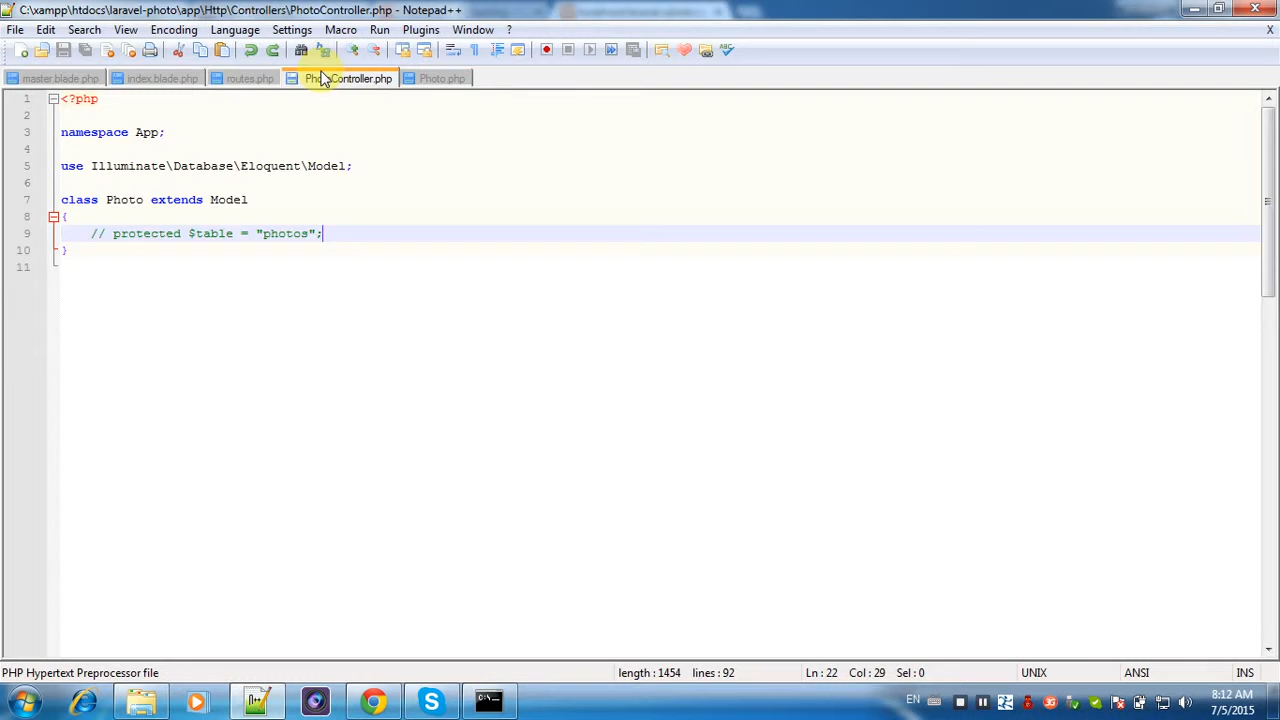 C:\xampp\htdocs\laravel-photo\app\Http\Controllers\PhotoController.php - Notepad++
File Edit Search View Encoding Language Settings Macro Run Plugins Window ? X
master.blade.php index.blade.php routes.php PhotoController.php Photo.php
1 <?php
2
3 namespace App;
4
5 use Illuminate\Database\Eloquent\Model;
6
7 class Photo extends Model
8 {
9 // protected $table = "photos";
10 }
11
PHP Hypertext Preprocessor file length : 1454 lines : 92 Ln : 22 Col : 29 Sel : 0 UNIX ANSI INS
EN 8:12 AM
7/5/2015